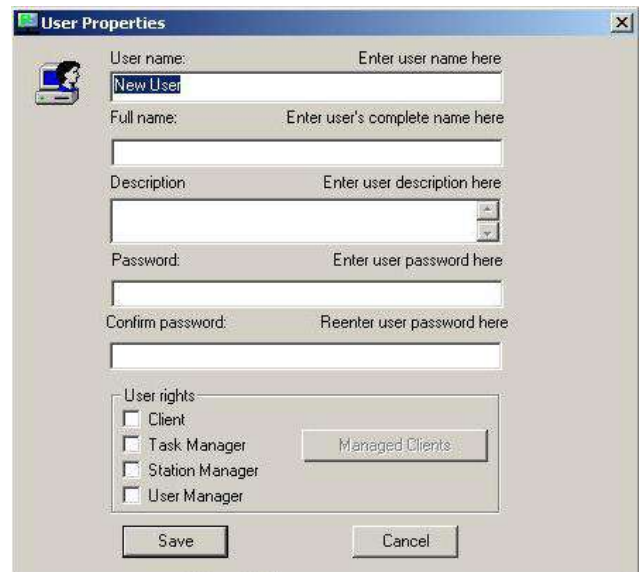 User Properties
User name: Enter user name here
New User
Full name: Enter user's complete name here
Description Enter user description here
Password: Enter user password here
Confirm password: Reenter user password here
User rights
Client
Task Manager Managed Clients
Station Manager
User Manager
Save Cancel